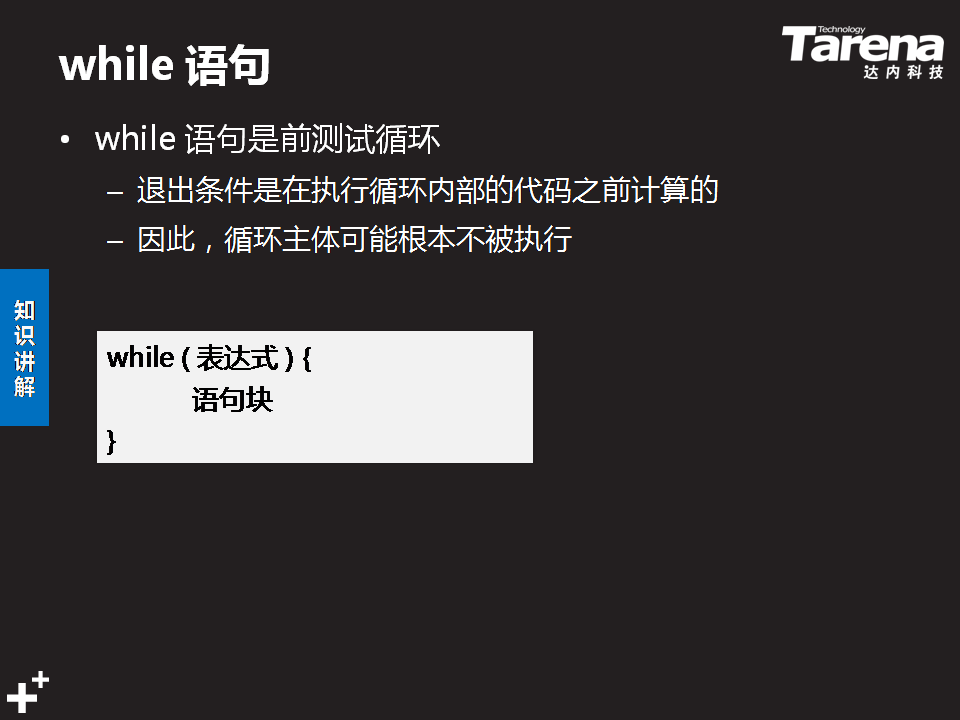 while 语句
Technology
Tarena
达内科技
• while 语句是前测试循环
– 退出条件是在执行循环内部的代码之前计算的
– 因此，循环主体可能根本不被执行
知识讲解
while ( 表达式 ) {
语句块
}